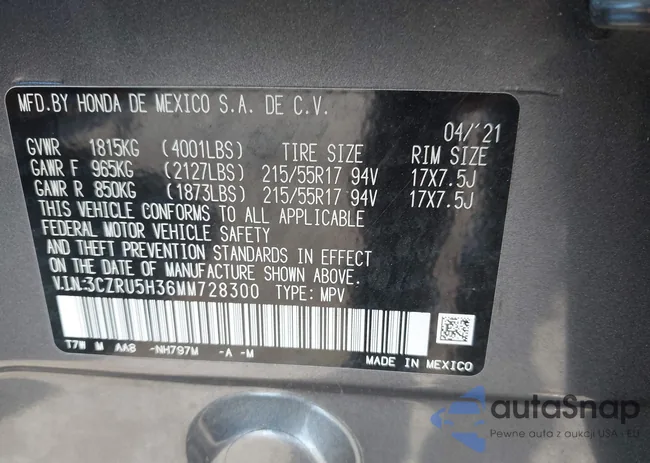 MFD.BY HONDA DE MEXICO S.A. DE C.V.
04/'21
GVWR 1815KG (4001LBS) TIRE SIZE RIM SIZE
GAWR F 965KG (2127LBS) 215/55R17 94V 17X7.5J
GAWR R 850KG (1873LBS) 215/55R17 94V 17X7.5J
THIS VEHICLE CONFORMS TO ALL APPLICABLE
FEDERAL MOTOR VEHICLE SAFETY
AND THEFT PREVENTION STANDARDS IN EFFECT
ON THE DATE OF MANUFACTURE SHOWN ABOVE.
V.I.N:3CZRU5H36MM728300 TYPE: MPV
T7W M AA8 -NH797M -A -M
MADE IN MEXICO
autaSnap
Pewne auta z aukcji USA - EU